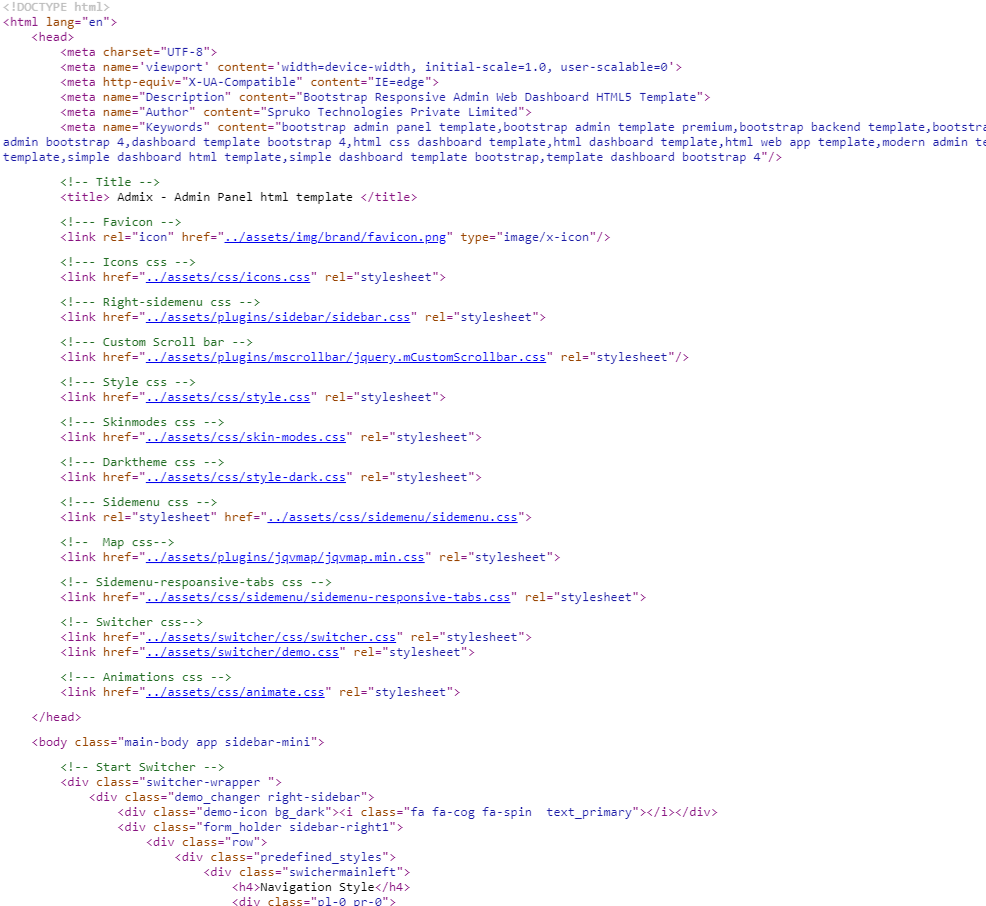 <!DOCTYPE html>
<html lang="en">
<head>
<meta charset="UTF-8">
<meta name='viewport' content='width=device-width, initial-scale=1.0, user-scalable=0'>
<meta http-equiv="X-UA-Compatible" content="IE=edge">
<meta name="Description" content="Bootstrap Responsive Admin Web Dashboard HTML5 Template">
<meta name="Author" content="Spruko Technologies Private Limited">
<meta name="Keywords" content="bootstrap admin panel template,bootstrap admin template premium,bootstrap backend template,bootstra
admin bootstrap 4,dashboard template bootstrap 4,html css dashboard template,html dashboard template,html web app template,modern admin te
template,simple dashboard html template,simple dashboard template bootstrap,template dashboard bootstrap 4"/>
<!-- Title -->
<title> Admix - Admin Panel html template </title>
<!--- Favicon -->
<link rel="icon" href="../assets/img/brand/favicon.png" type="image/x-icon"/>
<!--- Icons css -->
<link href="../assets/css/icons.css" rel="stylesheet">
<!--- Right-sidemenu css -->
<link href="../assets/plugins/sidebar/sidebar.css" rel="stylesheet">
<!--- Custom Scroll bar -->
<link href="../assets/plugins/mscrollbar/jquery.mCustomScrollbar.css" rel="stylesheet"/>
<!--- Style css -->
<link href="../assets/css/style.css" rel="stylesheet">
<!--- Skinmodes css -->
<link href="../assets/css/skin-modes.css" rel="stylesheet">
<!--- Darktheme css -->
<link href="../assets/css/style-dark.css" rel="stylesheet">
<!--- Sidemenu css -->
<link rel="stylesheet" href="../assets/css/sidemenu/sidemenu.css">
<!--  Map css-->
<link href="../assets/plugins/jqvmap/jqvmap.min.css" rel="stylesheet">
<!-- Sidemenu-respoansive-tabs css -->
<link href="../assets/css/sidemenu/sidemenu-responsive-tabs.css" rel="stylesheet">
<!-- Switcher css-->
<link href="../assets/switcher/css/switcher.css" rel="stylesheet">
<link href="../assets/switcher/demo.css" rel="stylesheet">
<!--- Animations css -->
<link href="../assets/css/animate.css" rel="stylesheet">
</head>
<body class="main-body app sidebar-mini">
<!-- Start Switcher -->
<div class="switcher-wrapper ">
<div class="demo_changer right-sidebar">
<div class="demo-icon bg_dark"><i class="fa fa-cog fa-spin  text_primary"></i></div>
<div class="form_holder sidebar-right1">
<div class="row">
<div class="predefined_styles">
<div class="swichermainleft">
<h4>Navigation Style</h4>
<div class="pl-0 pr-0">